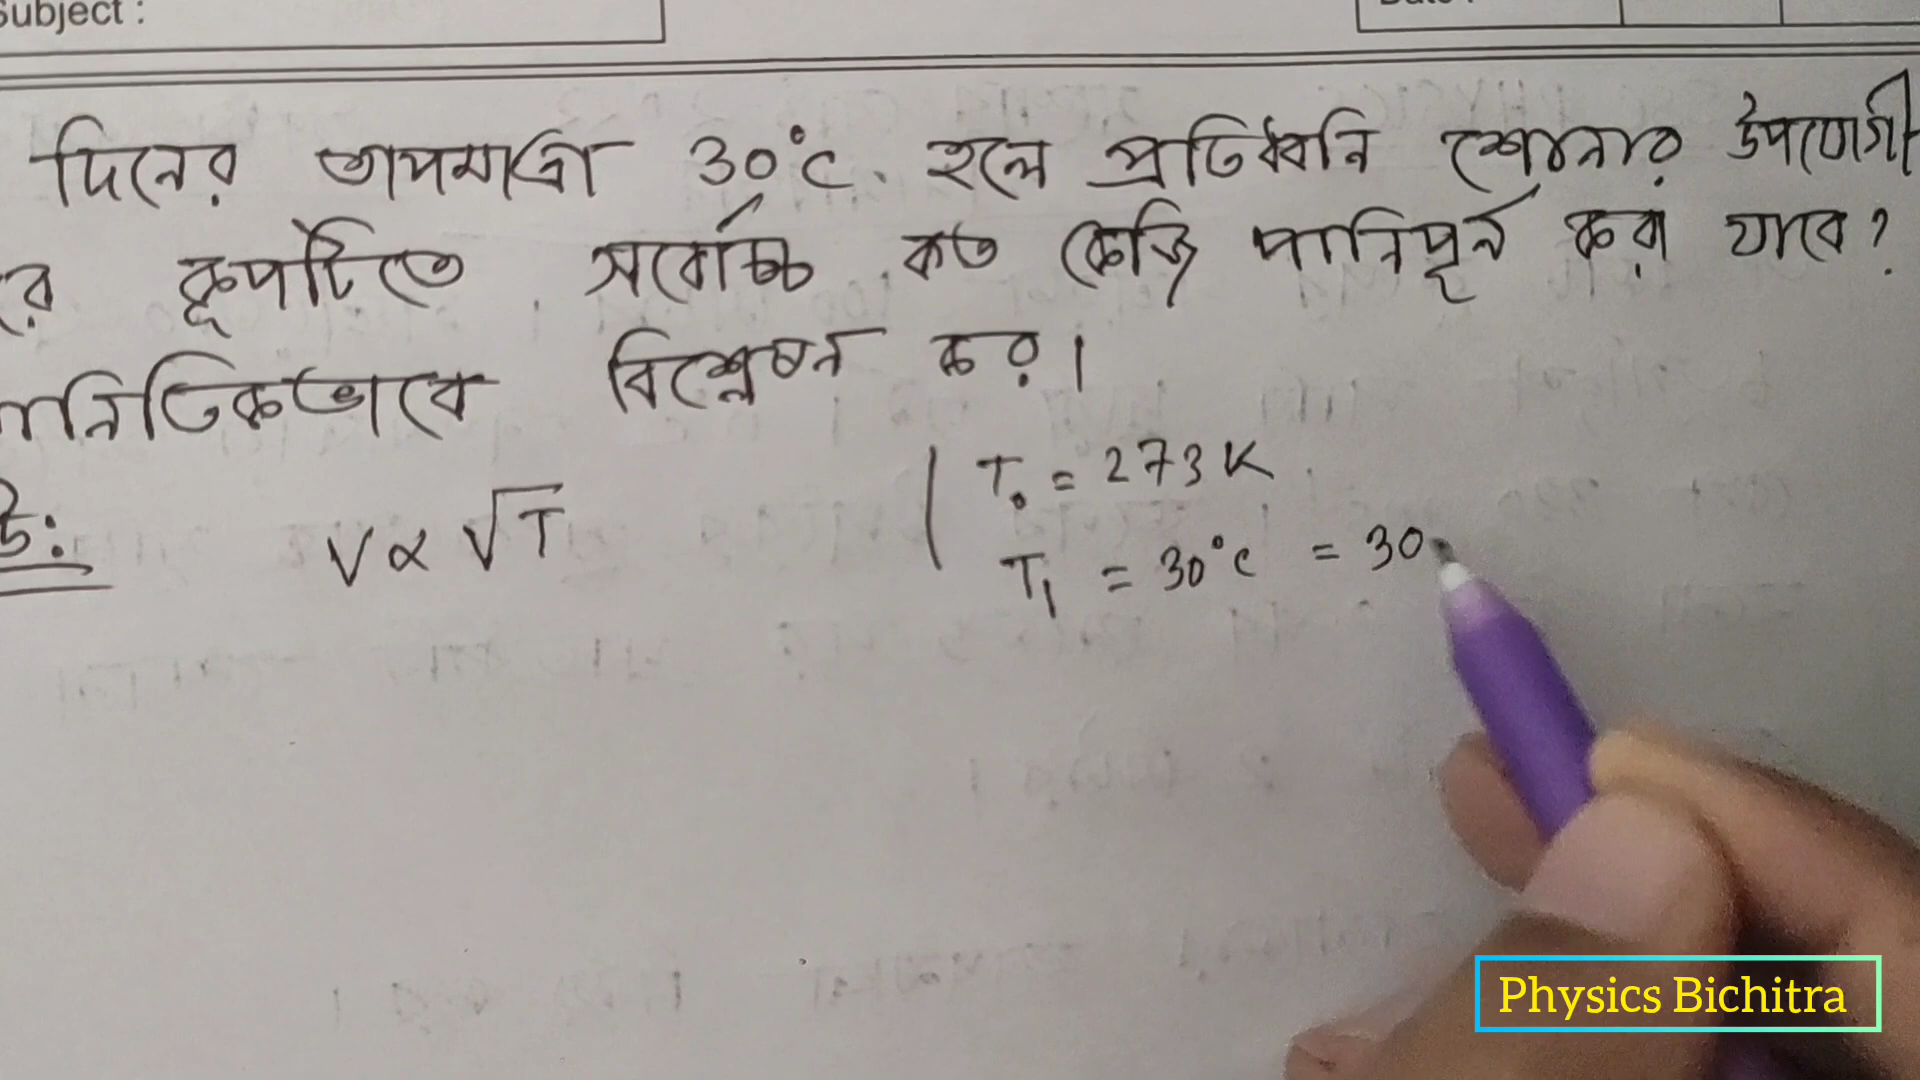 Subject :
দিনের তাপমাত্রা 30°C. হলে প্রতিধ্বনি শোনার উপযোগী
রে কূপটিতে সর্বোচ্চ কত কেজি পানিপূর্ন করা যাবে?
নিতিকভাবে বিশ্লেষন কর।
উঃ V ∝ √T
T₀ = 273 K
T₁ = 30°C = 30
Physics Bichitra